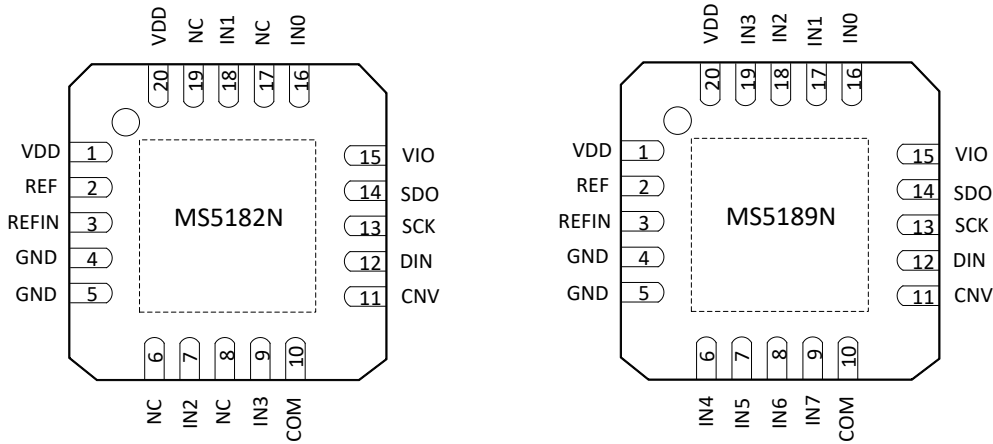 VDD NC IN1 NC IN0
20 19 18 17 16
VDD 1
REF 2
REFIN 3
GND 4
GND 5
MS5182N
15 VIO
14 SDO
13 SCK
12 DIN
11 CNV
6 7 8 9 10
NC IN2 NC IN3 COM
VDD IN3 IN2 IN1 IN0
20 19 18 17 16
VDD 1
REF 2
REFIN 3
GND 4
GND 5
MS5189N
15 VIO
14 SDO
13 SCK
12 DIN
11 CNV
6 7 8 9 10
IN4 IN5 IN6 IN7 COM